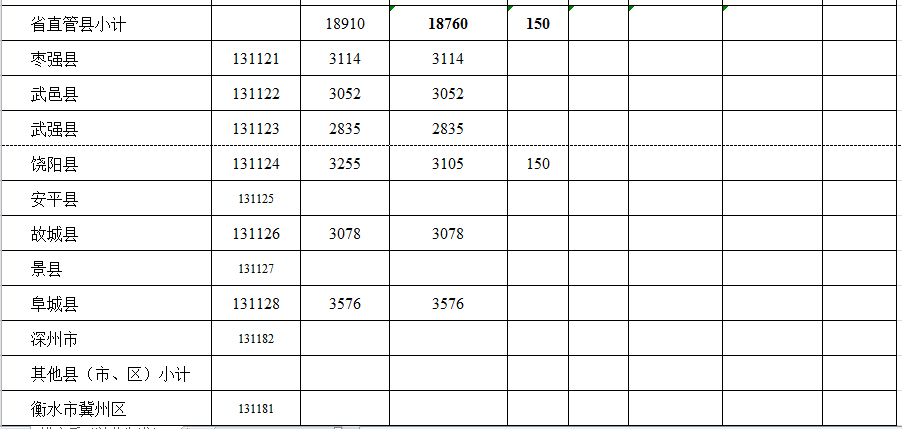 省直管县小计 18910 18760 150
枣强县 131121 3114 3114
武邑县 131122 3052 3052
武强县 131123 2835 2835
饶阳县 131124 3255 3105 150
安平县 131125
故城县 131126 3078 3078
景县 131127
阜城县 131128 3576 3576
深州市 131182
其他县（市、区）小计
衡水市冀州区 131181